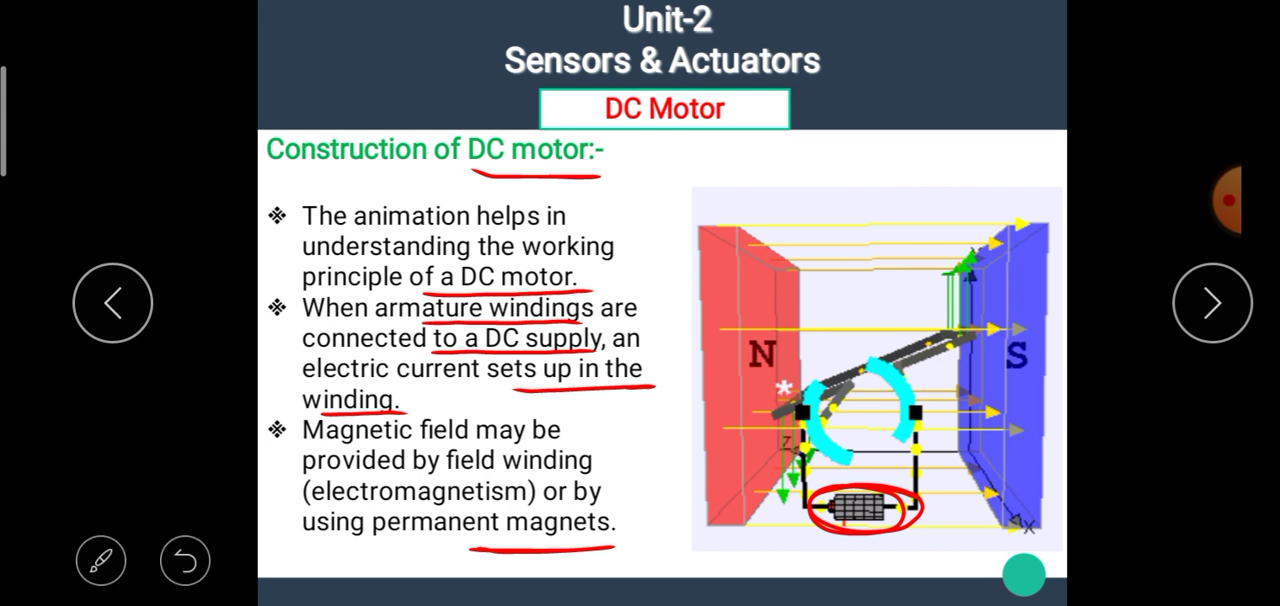 Unit-2
Sensors & Actuators
DC Motor
Construction of DC motor:-
❖ The animation helps in
understanding the working
principle of a DC motor.
❖ When armature windings are
connected to a DC supply, an
electric current sets up in the
winding.
❖ Magnetic field may be
provided by field winding
(electromagnetism) or by
using permanent magnets.
N
S
*
Z
X